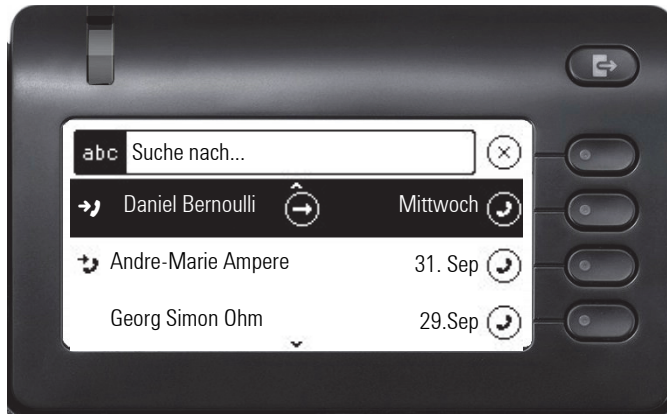 abc Suche nach...
Daniel Bernoulli Mittwoch
Andre-Marie Ampere 31. Sep
Georg Simon Ohm 29.Sep